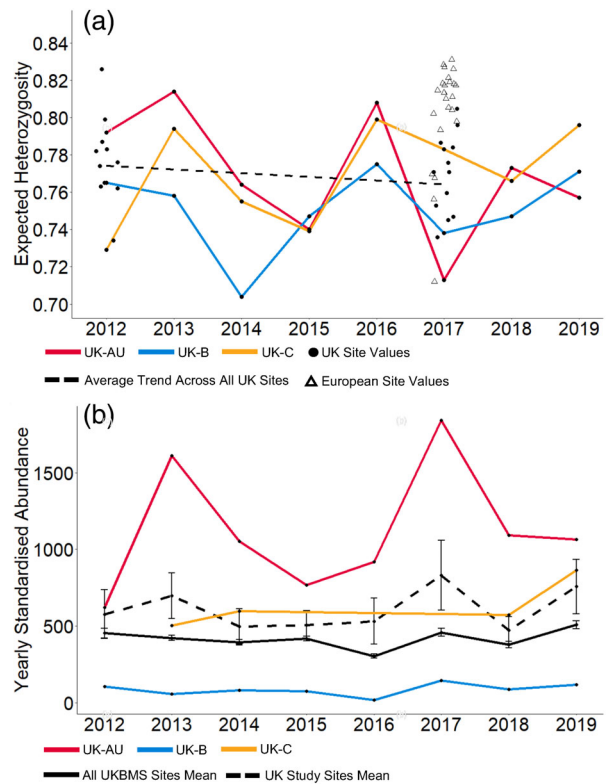 (a)
Expected Heterozygosity
0.84
0.82
0.80
0.78
0.76
0.74
0.72
0.70
2012 2013 2014 2015 2016 2017 2018 2019
UK-AU UK-B UK-C UK Site Values
Average Trend Across All UK Sites European Site Values
(b)
Yearly Standardised Abundance
1500
1000
500
0
2012 2013 2014 2015 2016 2017 2018 2019
UK-AU UK-B UK-C
All UKBMS Sites Mean UK Study Sites Mean